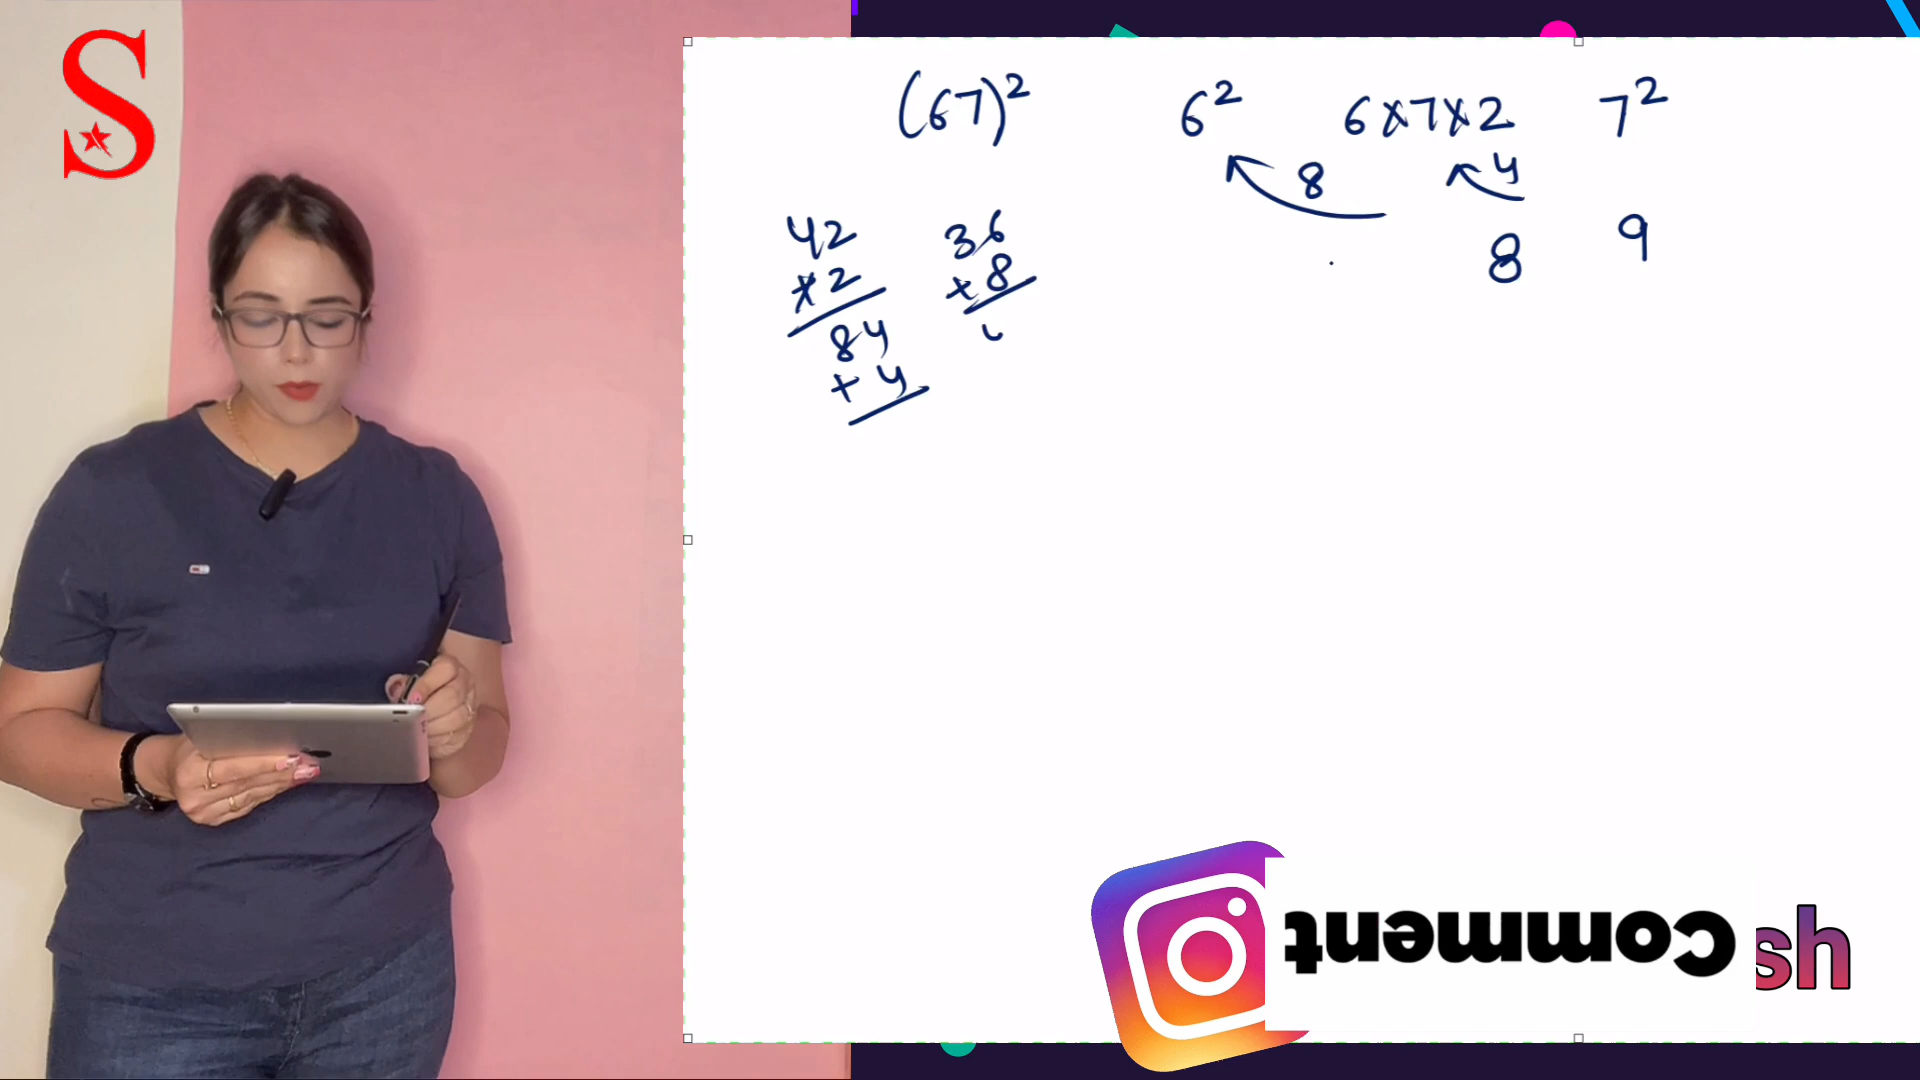 S
(67)² 6² 6×7×2 7²
8 4
8 9
42 36
×2 +8
84
+ 4
Comment
sh